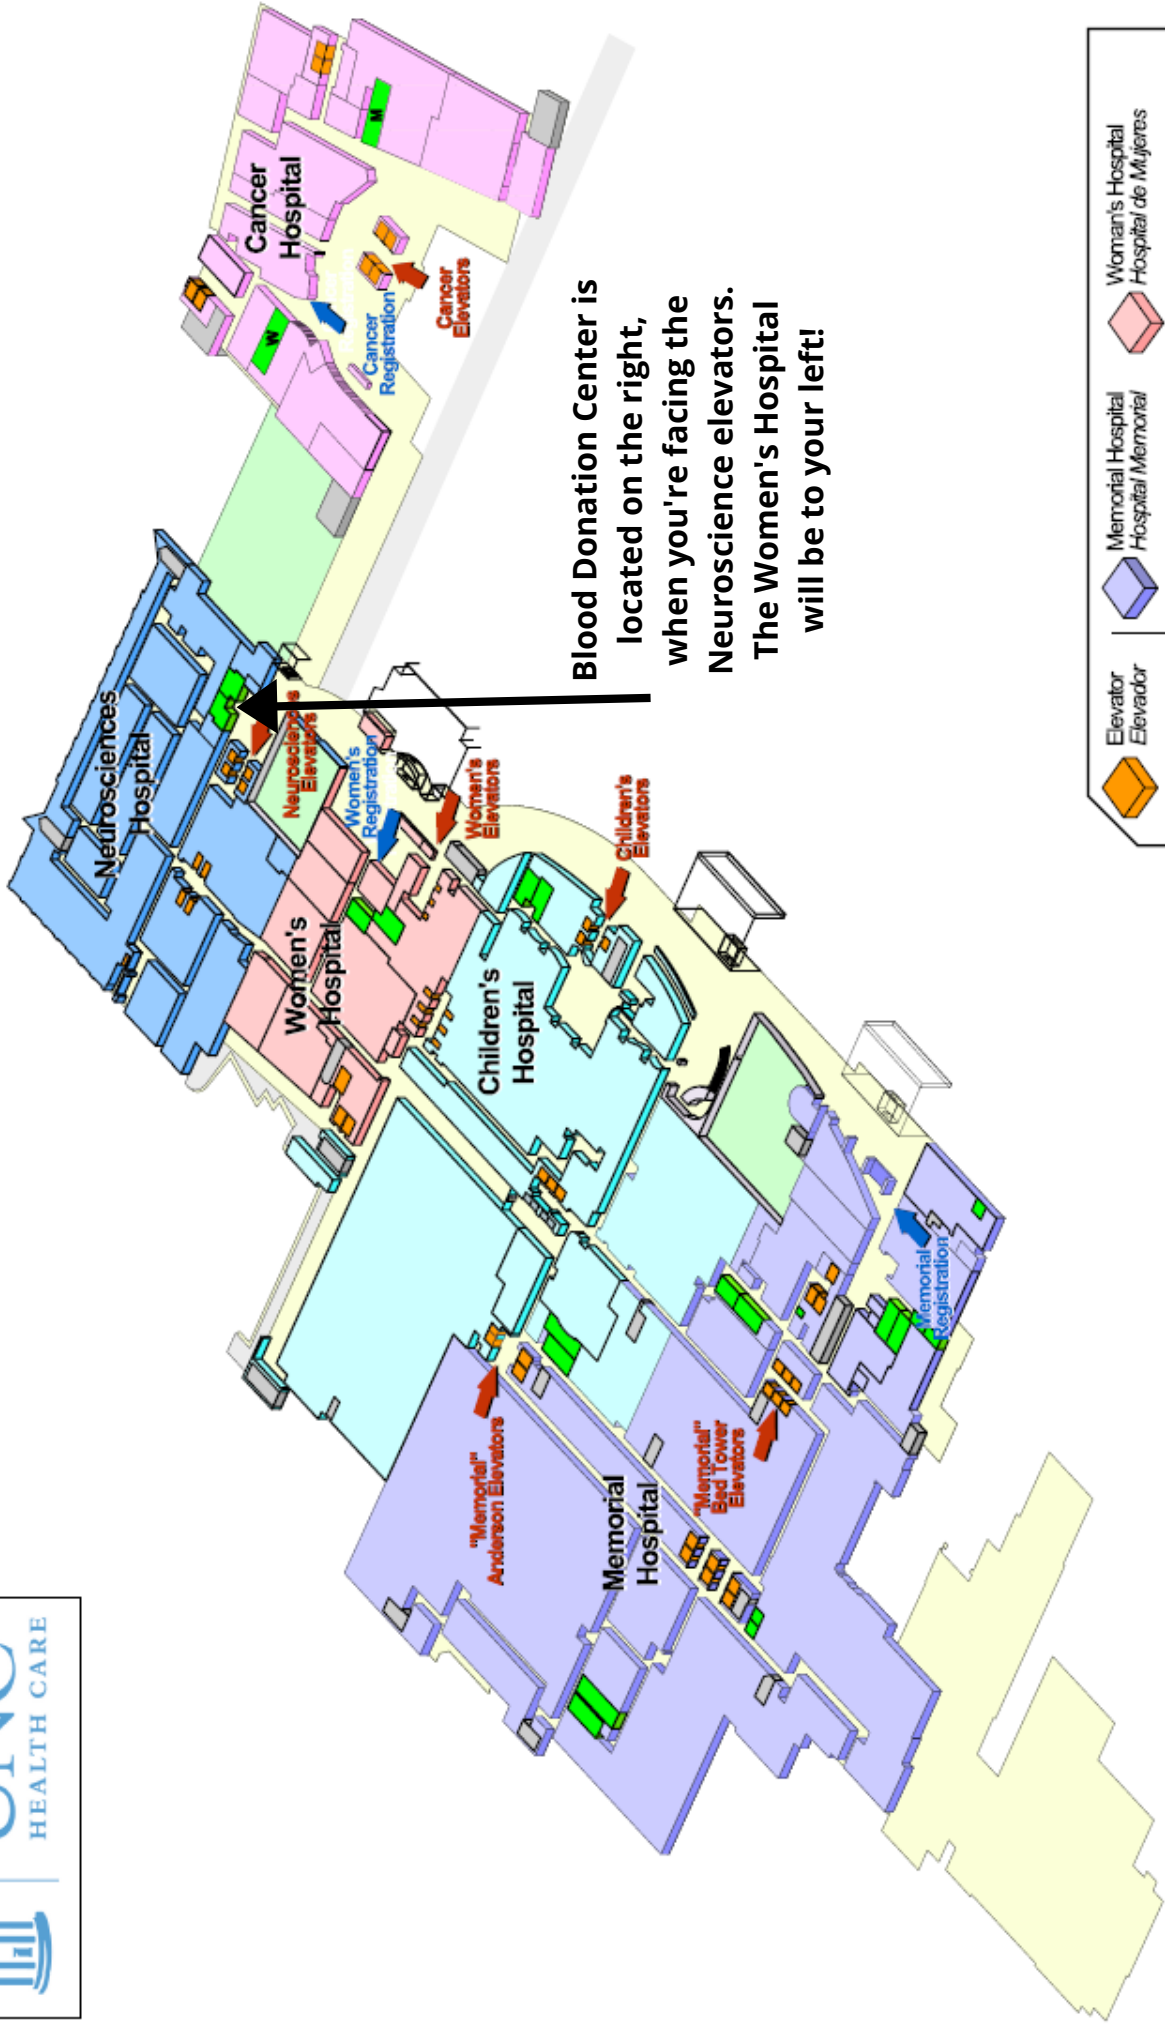 HEALTH CARE
Neurosciences
Hospital
Cancer
Hospital
M
W
Women's
Hospital
Neurosciences
Elevators
Women's
Registration
Cancer
Registration
Cancer
Elevators
Women's
Elevators
Children's
Hospital
Children's
Elevators
"Memorial"
Anderson Elevators
Memorial
Hospital
"Memorial"
Bed Tower
Elevators
Memorial
Registration
Blood Donation Center is
located on the right,
when you're facing the
Neuroscience elevators.
The Women's Hospital
will be to your left!
Elevator
Elevador
Memorial Hospital
Hospital Memorial
Woman's Hospital
Hospital de Mujeres